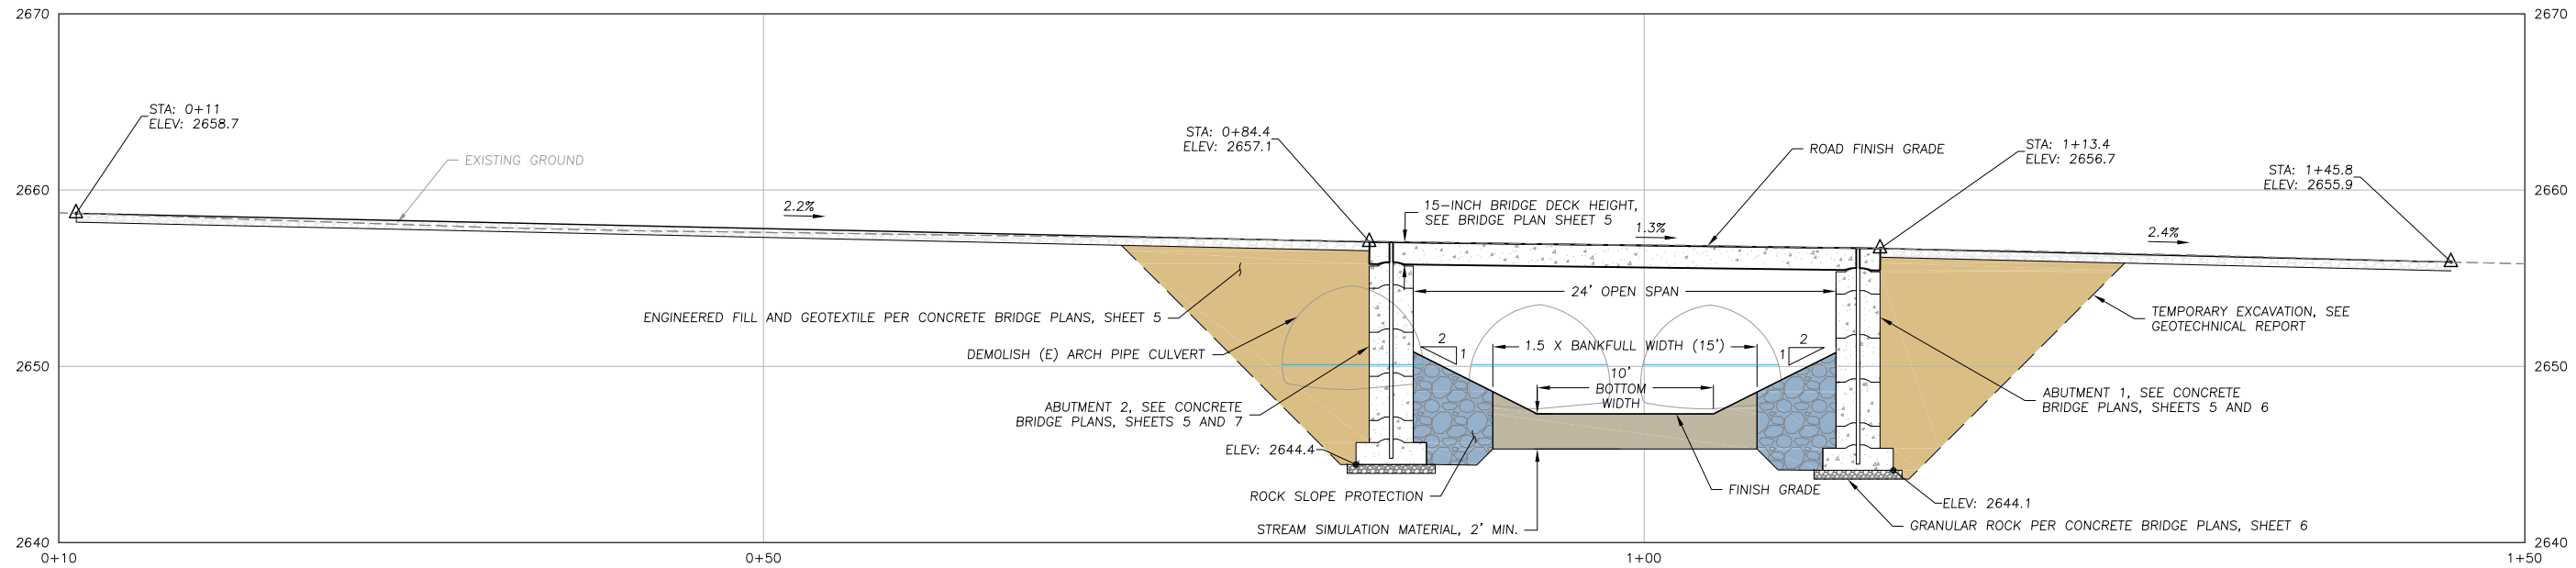 2670
2670
STA: 0+11
ELEV: 2658.7
EXISTING GROUND
STA: 0+84.4
ELEV: 2657.1
ROAD FINISH GRADE
STA: 1+13.4
ELEV: 2656.7
STA: 1+45.8
ELEV: 2655.9
2660
2660
2.2%
15-INCH BRIDGE DECK HEIGHT,
SEE BRIDGE PLAN SHEET 5
1.3%
2.4%
24' OPEN SPAN
ENGINEERED FILL AND GEOTEXTILE PER CONCRETE BRIDGE PLANS, SHEET 5
TEMPORARY EXCAVATION, SEE
GEOTECHNICAL REPORT
DEMOLISH (E) ARCH PIPE CULVERT
2
1
1.5 X BANKFULL WIDTH (15')
2
1
2650
2650
10'
BOTTOM
WIDTH
ABUTMENT 2, SEE CONCRETE
BRIDGE PLANS, SHEETS 5 AND 7
ABUTMENT 1, SEE CONCRETE
BRIDGE PLANS, SHEETS 5 AND 6
ELEV: 2644.4
ROCK SLOPE PROTECTION
FINISH GRADE
ELEV: 2644.1
STREAM SIMULATION MATERIAL, 2' MIN.
GRANULAR ROCK PER CONCRETE BRIDGE PLANS, SHEET 6
2640
2640
0+10
0+50
1+00
1+50